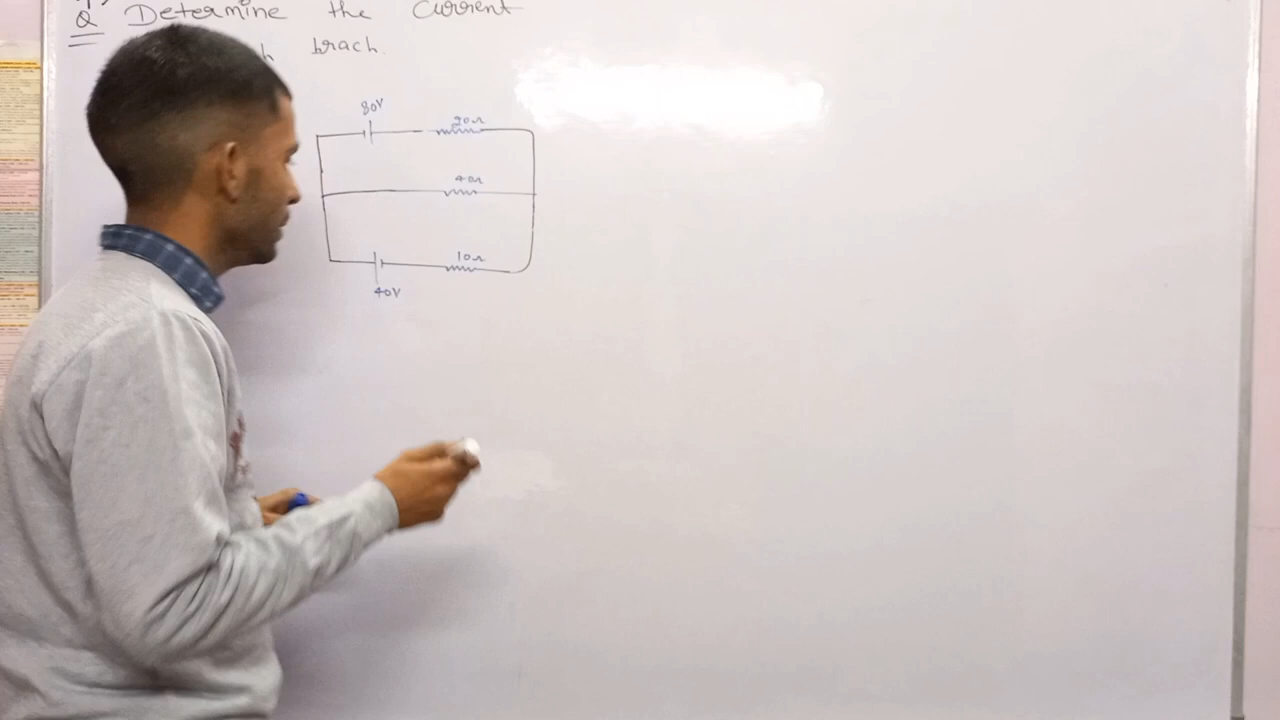 Q Determine the Current
brach.
80V
20Ω
40Ω
10Ω
40V